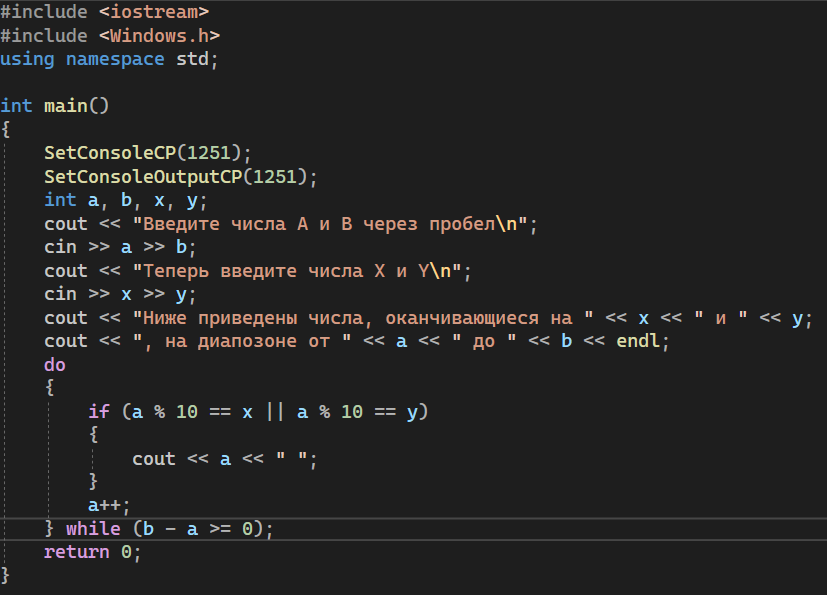 #include <iostream>
#include <Windows.h>
using namespace std;

int main()
{
    SetConsoleCP(1251);
    SetConsoleOutputCP(1251);
    int a, b, x, y;
    cout << "Введите числа А и В через пробел\n";
    cin >> a >> b;
    cout << "Теперь введите числа X и Y\n";
    cin >> x >> y;
    cout << "Ниже приведены числа, оканчивающиеся на " << x << " и " << y;
    cout << ", на диапозоне от " << a << " до " << b << endl;
    do
    {
        if (a % 10 == x || a % 10 == y)
        {
            cout << a << " ";
        }
        a++;
    } while (b - a >= 0);
    return 0;
}